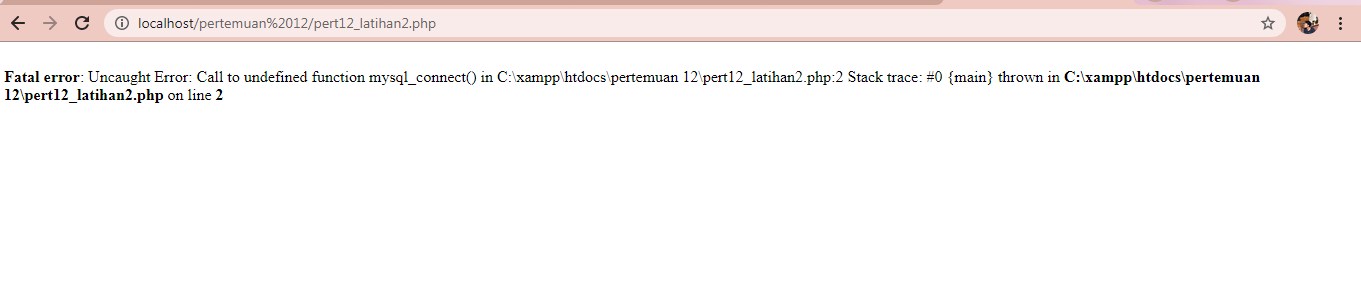 localhost/pertemuan%2012/pert12_latihan2.php
Fatal error: Uncaught Error: Call to undefined function mysql_connect() in C:\xampp\htdocs\pertemuan 12\pert12_latihan2.php:2 Stack trace: #0 {main} thrown in C:\xampp\htdocs\pertemuan
12\pert12_latihan2.php on line 2